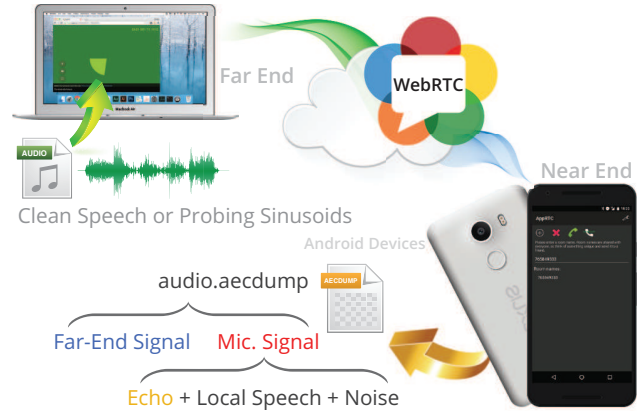 Far End
WebRTC
AUDIO
Near End
Clean Speech or Probing Sinusoids
Android Devices
AppRTC
audio.aecdump
AECDUMP
Far-End Signal Mic. Signal
Echo + Local Speech + Noise